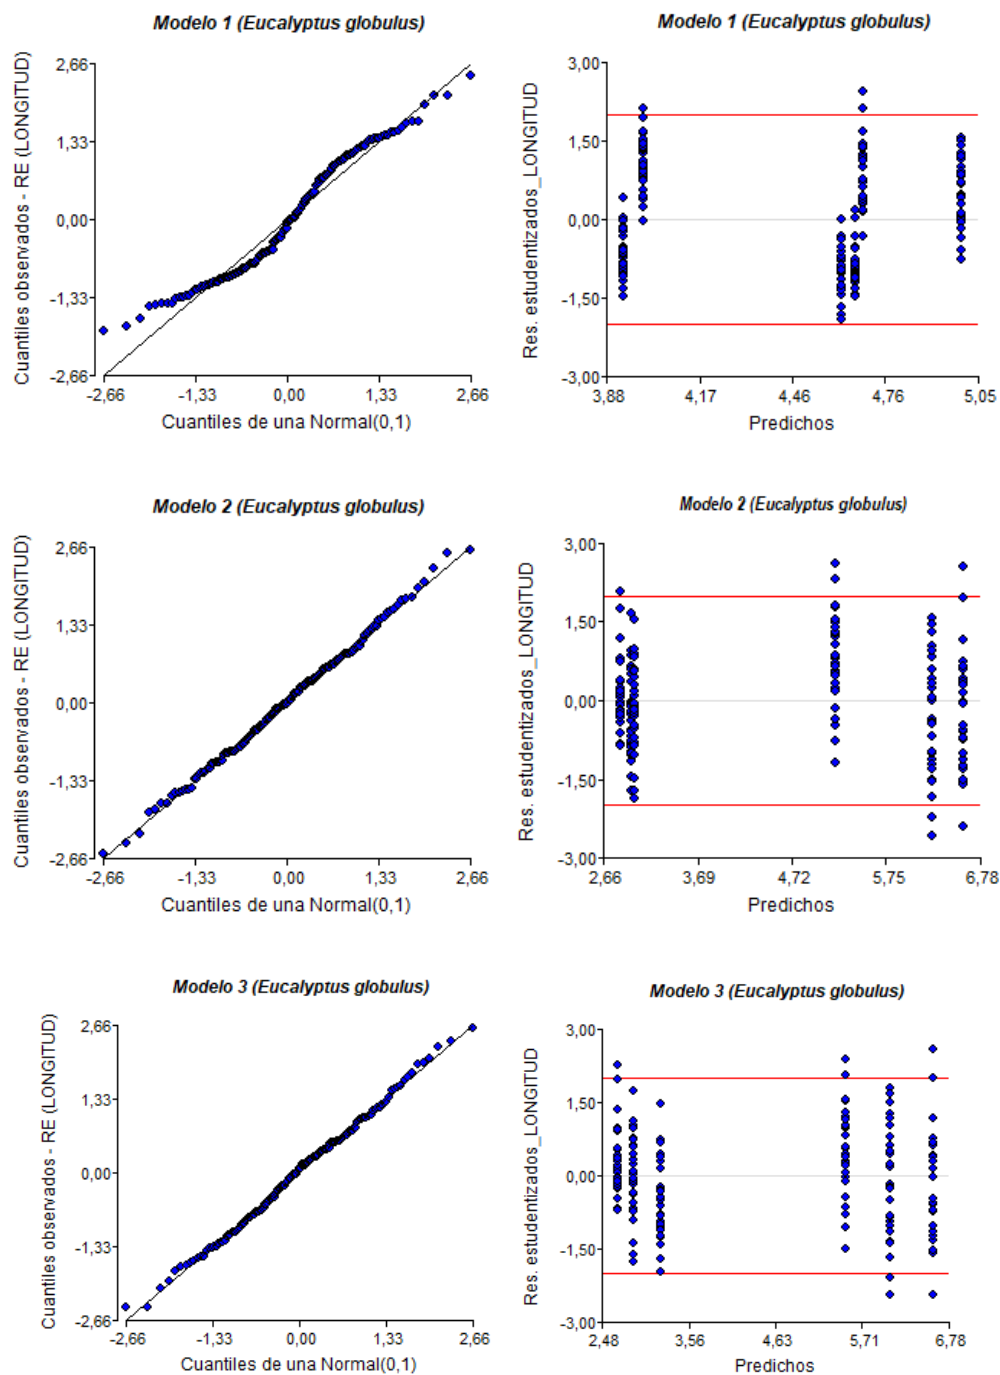 Modelo 1 (Eucalyptus globulus)
Cuantiles observados - RE (LONGITUD)
2,66
1,33
0,00
-1,33
-2,66
-2,66 -1,33 0,00 1,33 2,66
Cuantiles de una Normal(0,1)
Modelo 1 (Eucalyptus globulus)
Res. estudentizados_LONGITUD
3,00
1,50
0,00
-1,50
-3,00
3,88 4,17 4,46 4,76 5,05
Predichos
Modelo 2 (Eucalyptus globulus)
Cuantiles observados - RE (LONGITUD)
2,66
1,33
0,00
-1,33
-2,66
-2,66 -1,33 0,00 1,33 2,66
Cuantiles de una Normal(0,1)
Modelo 2 (Eucalyptus globulus)
Res. estudentizados_LONGITUD
3,00
1,50
0,00
-1,50
-3,00
2,66 3,69 4,72 5,75 6,78
Predichos
Modelo 3 (Eucalyptus globulus)
Cuantiles observados - RE (LONGITUD)
2,66
1,33
0,00
-1,33
-2,66
-2,66 -1,33 0,00 1,33 2,66
Cuantiles de una Normal(0,1)
Modelo 3 (Eucalyptus globulus)
Res. estudentizados_LONGITUD
3,00
1,50
0,00
-1,50
-3,00
2,48 3,56 4,63 5,71 6,78
Predichos